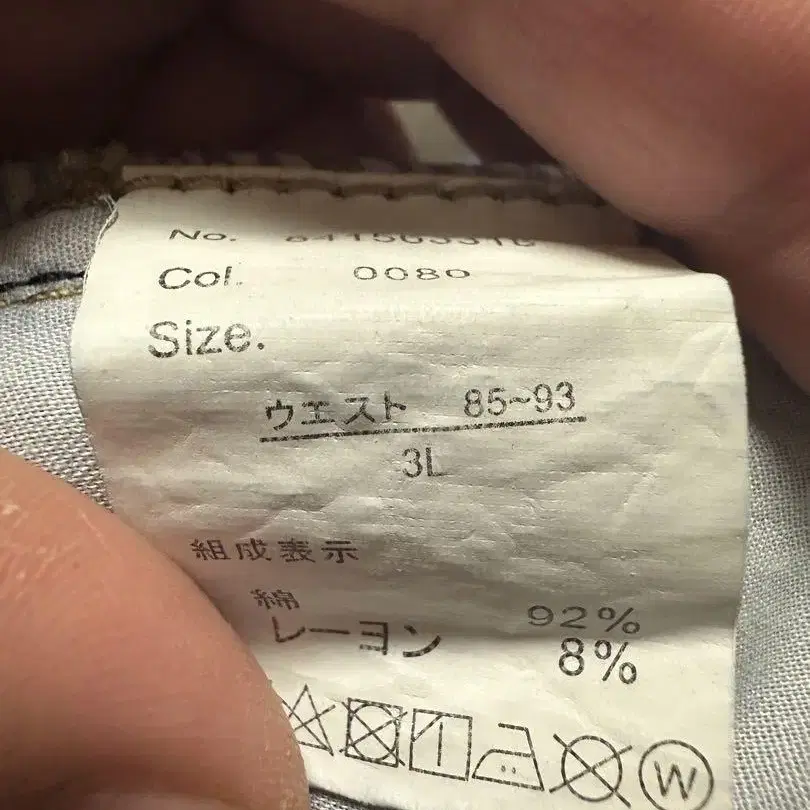 No.
Col. 0080
Size.
ウエスト 85~93
3L
組成表示
綿 92%
レーヨン 8%
W